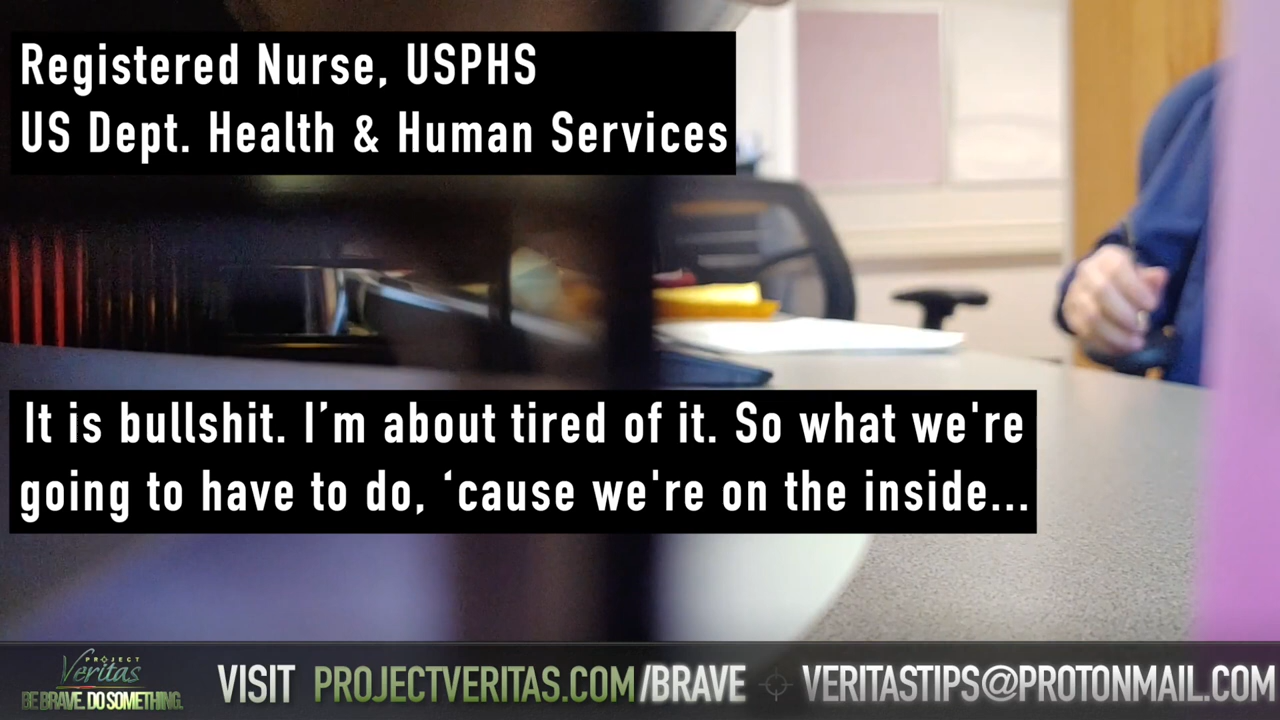 Registered Nurse, USPHS
US Dept. Health & Human Services
It is bullshit. I’m about tired of it. So what we're
going to have to do, ‘cause we're on the inside...
PROJECT
Veritas
BE BRAVE. DO SOMETHING.
VISIT PROJECTVERITAS.COM/BRAVE VERITASTIPS@PROTONMAIL.COM